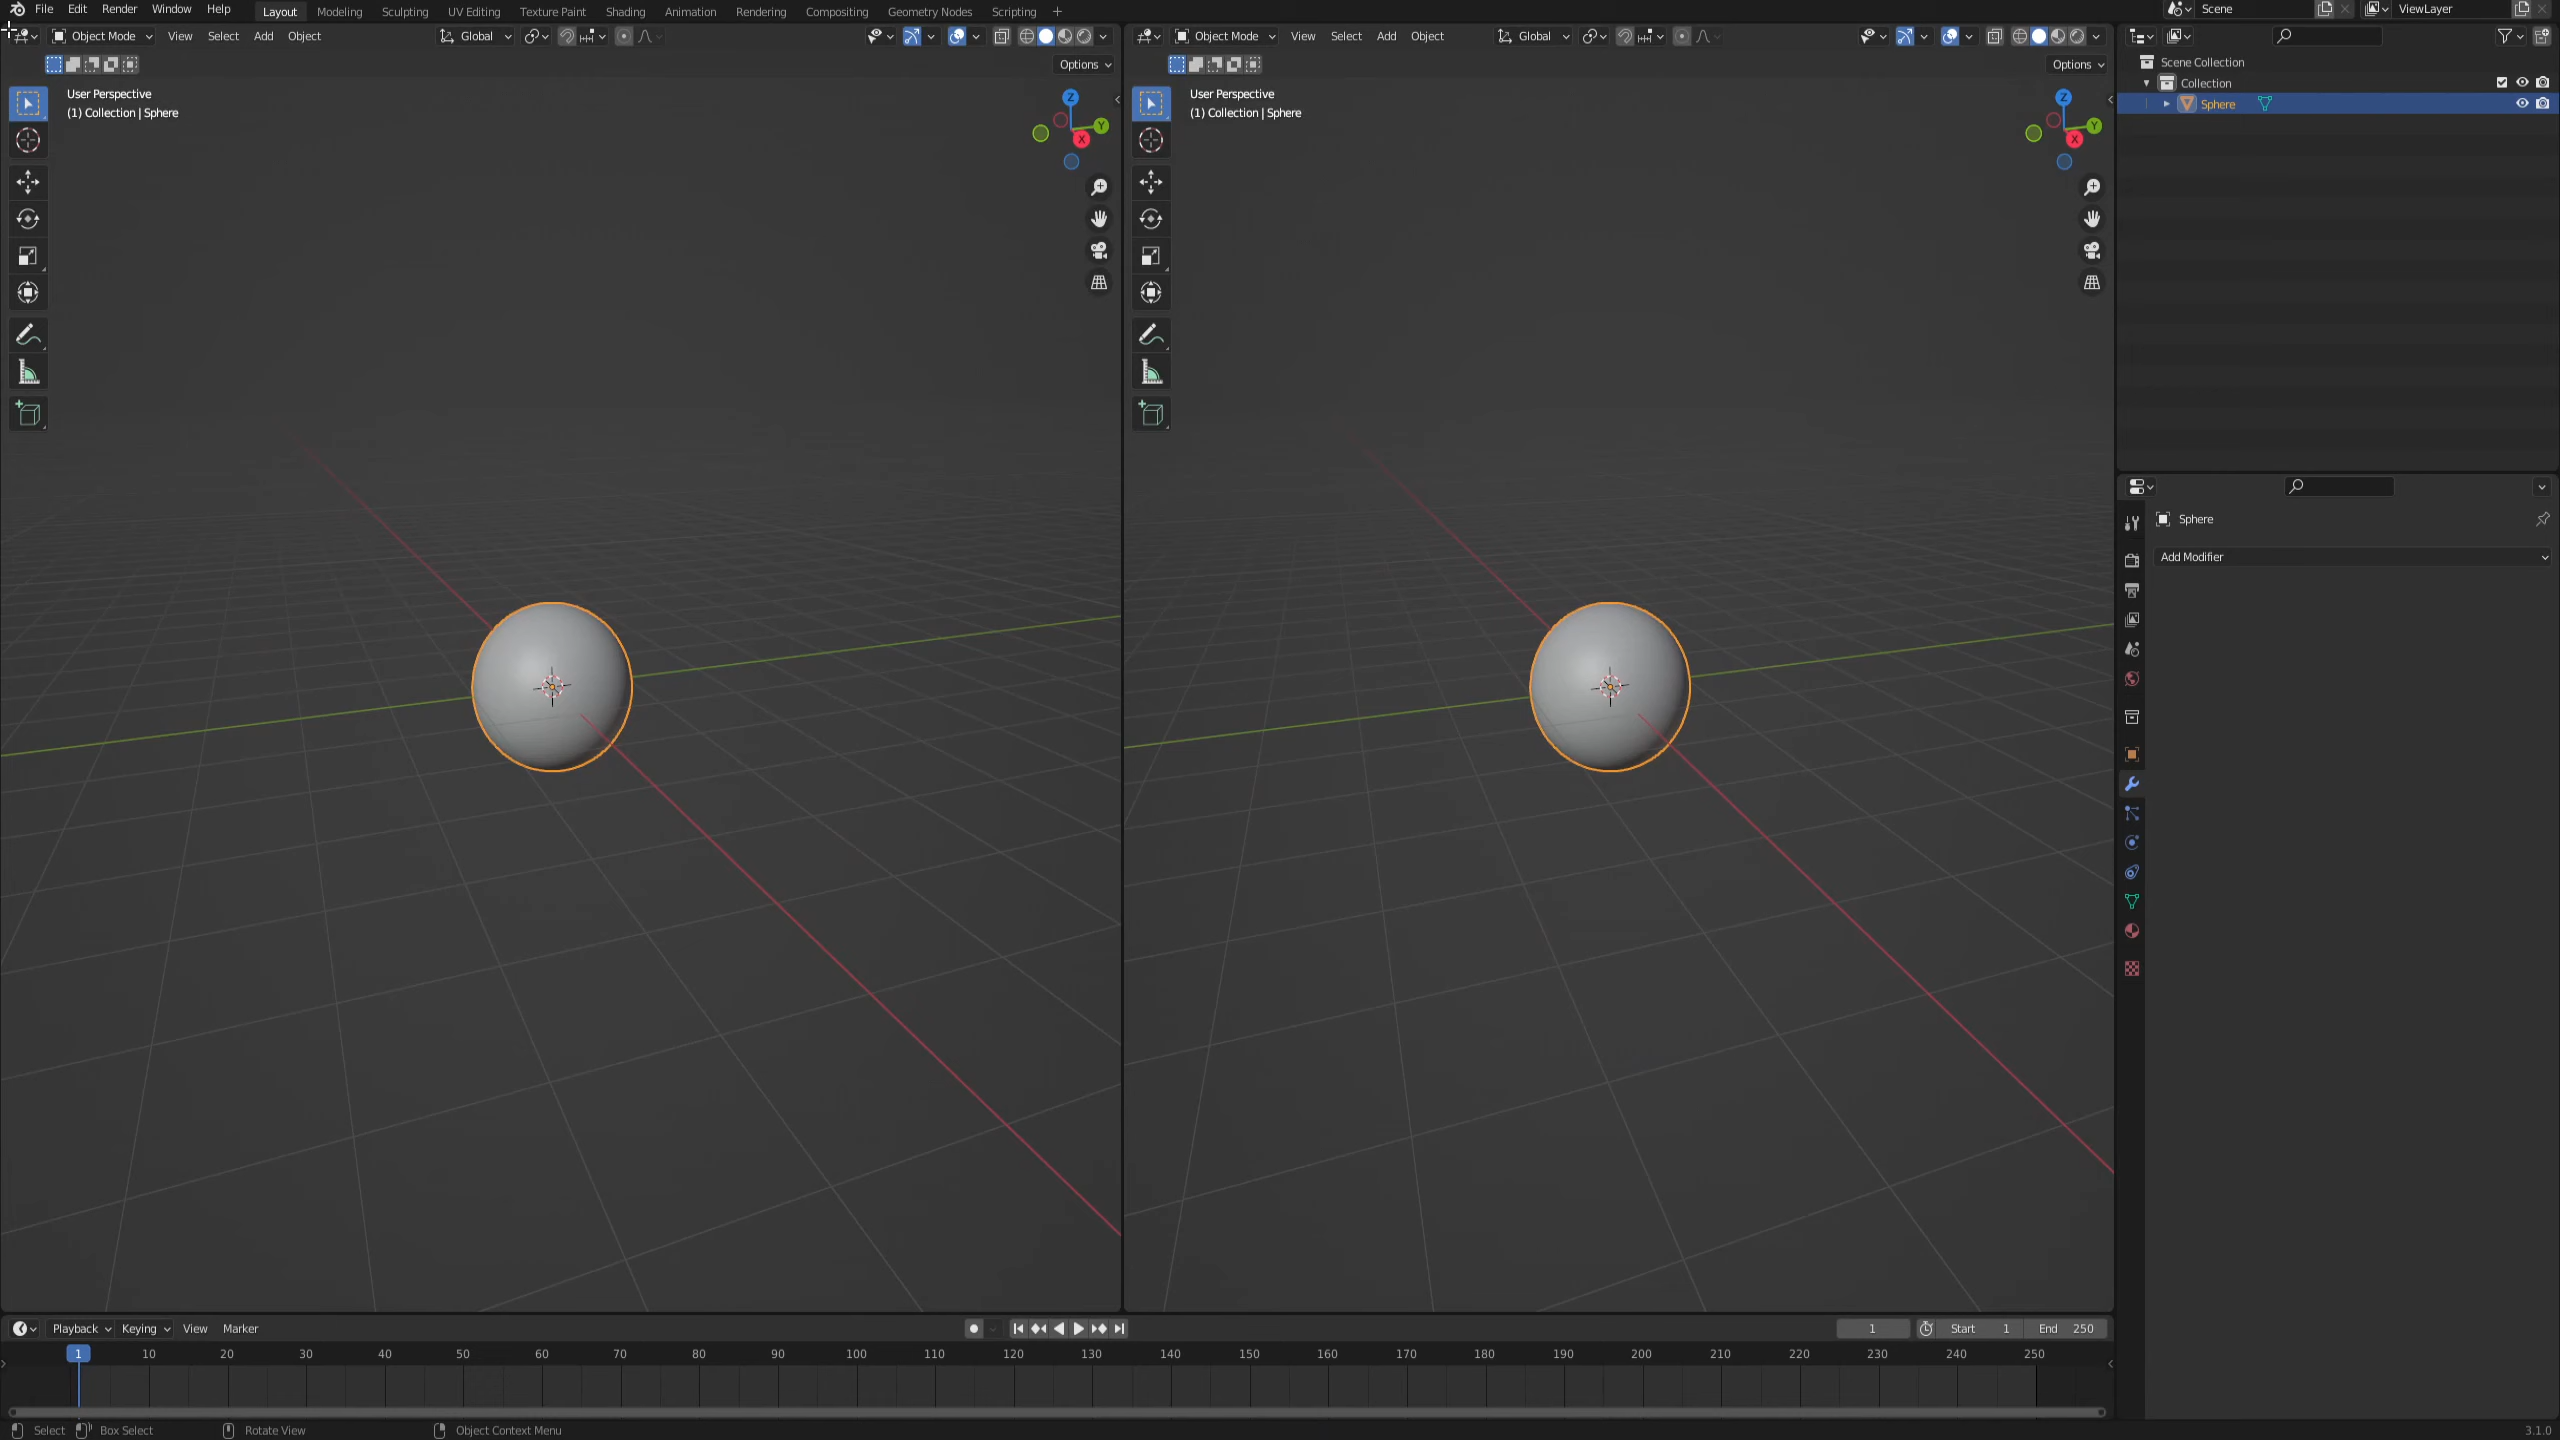 File Edit Render Window Help Layout Modeling Sculpting UV Editing Texture Paint Shading Animation Rendering Compositing Geometry Nodes Scripting + Scene ViewLayer
Object Mode View Select Add Object Global
Options
User Perspective
(1) Collection | Sphere
Z
Y
X
Object Mode View Select Add Object Global
Options
User Perspective
(1) Collection | Sphere
Z
Y
X
Scene Collection
Collection
Sphere
Sphere
Add Modifier
Playback Keying View Marker 1 Start 1 End 250
1 10 20 30 40 50 60 70 80 90 100 110 120 130 140 150 160 170 180 190 200 210 220 230 240 250
Select Box Select Rotate View Object Context Menu 3.1.0